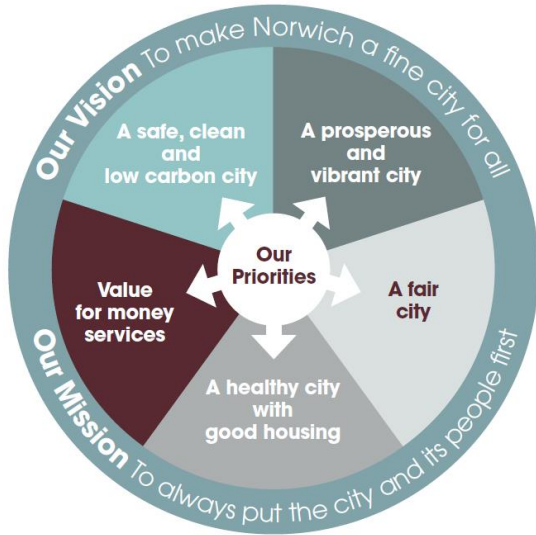 Our Vision To make Norwich a fine city for all
A safe, clean
and
low carbon city
A prosperous
and
vibrant city
Our
Priorities
Value
for money
services
A fair
city
A healthy city
with
good housing
Our Mission To always put the city and its people first